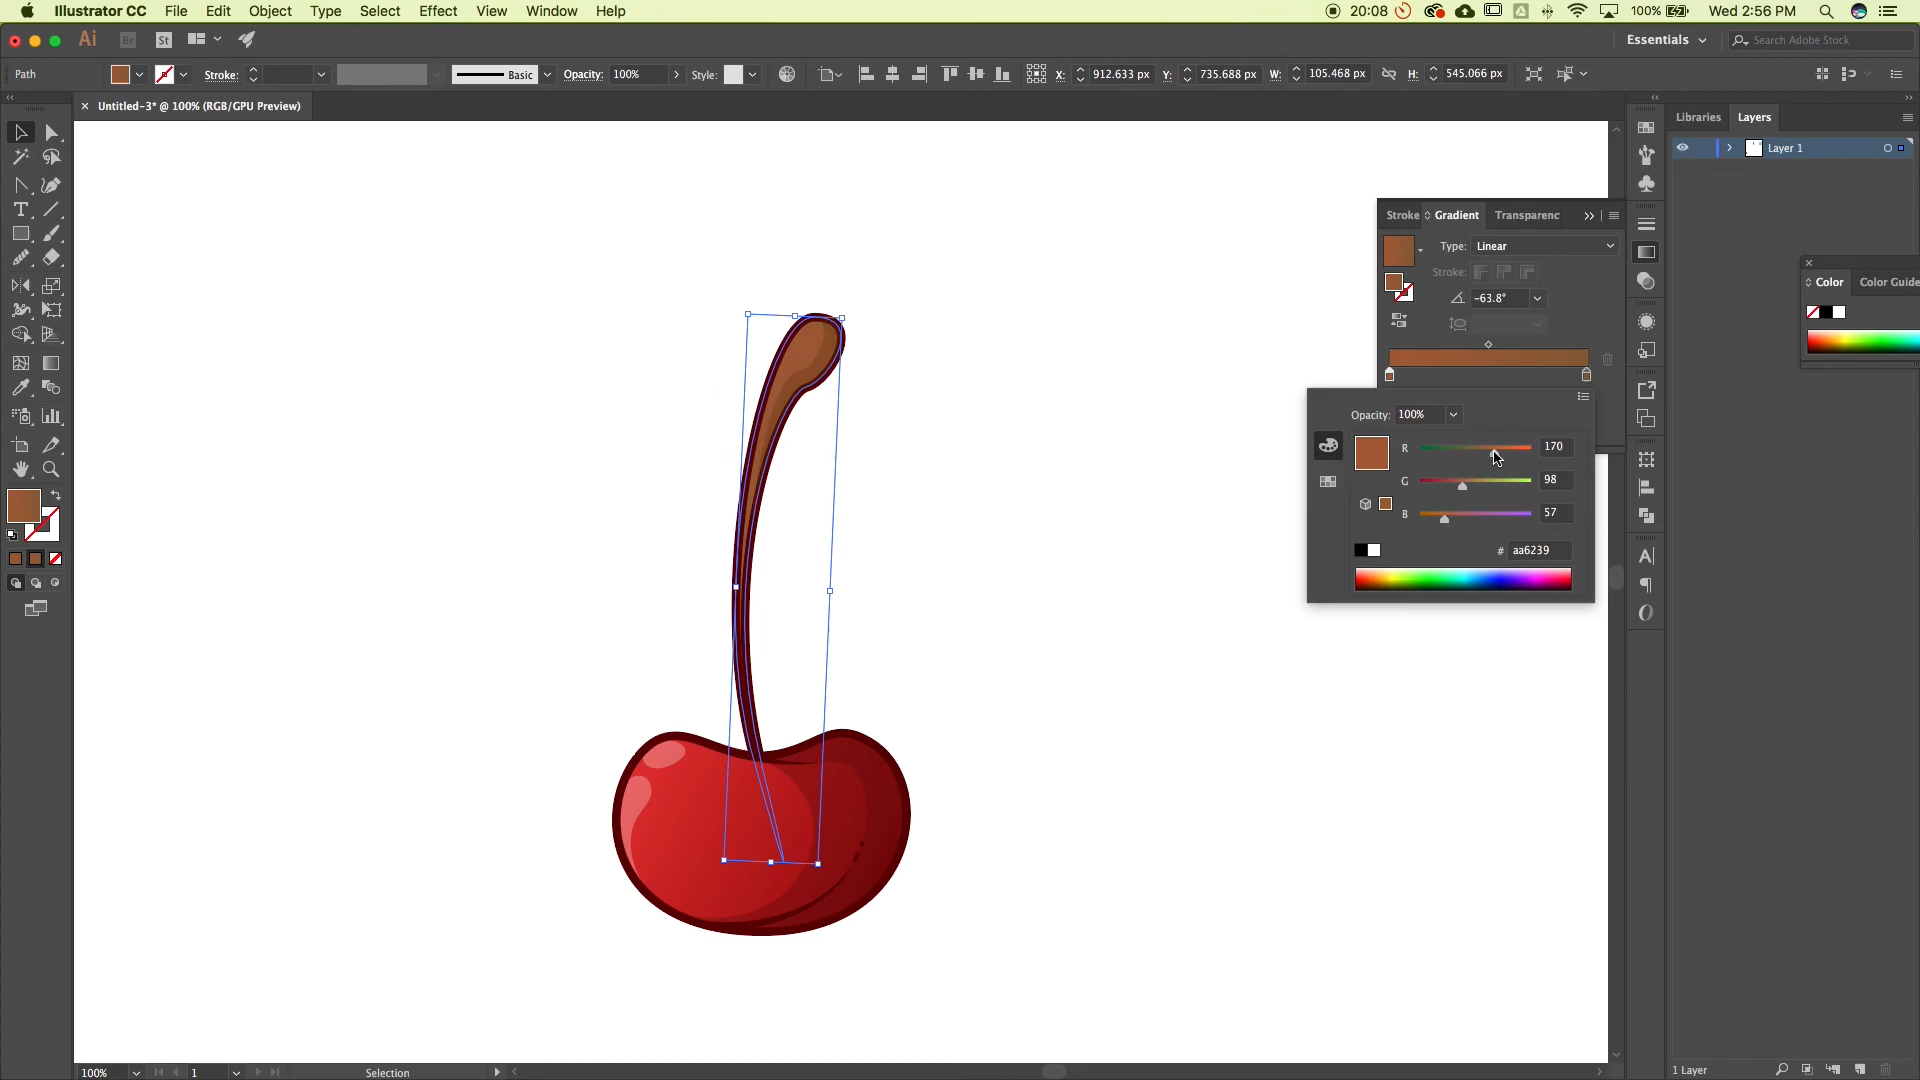 Illustrator CC File Edit Object Type Select Effect View Window Help 20:08 100% Wed 2:56 PM
Ai Br St Essentials Search Adobe Stock
Path Stroke: Basic Opacity: 100% Style: X: 912.633 px Y: 735.688 px W: 105.468 px H: 545.066 px
× Untitled-3* @ 100% (RGB/GPU Preview)
Libraries Layers
Layer 1
Stroke Gradient Transparenc
Type: Linear
Stroke:
-63.8°
Color Color Guide
Opacity: 100%
R 170
G 98
B 57
# aa6239
100% 1 Selection
1 Layer